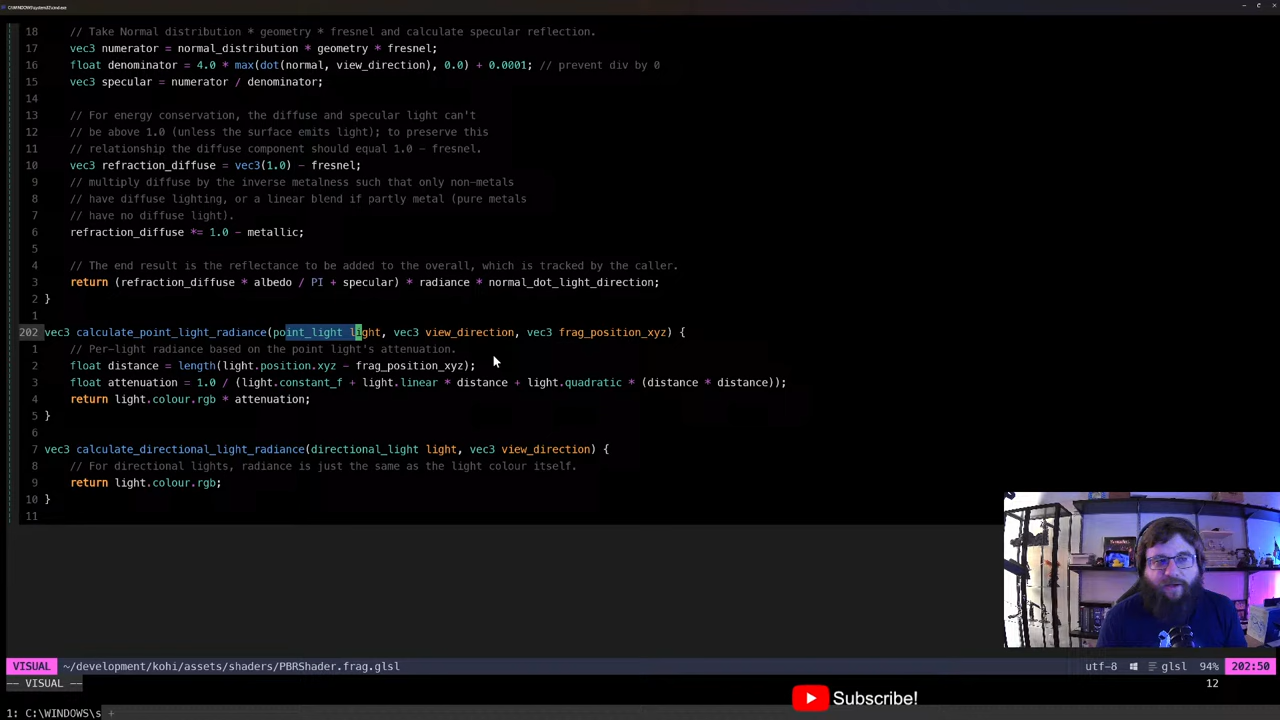 C:\WINDOWS\system32\cmd.exe
18 // Take Normal distribution * geometry * fresnel and calculate specular reflection.
17 vec3 numerator = normal_distribution * geometry * fresnel;
16 float denominator = 4.0 * max(dot(normal, view_direction), 0.0) + 0.0001; // prevent div by 0
15 vec3 specular = numerator / denominator;
14
13 // For energy conservation, the diffuse and specular light can't
12 // be above 1.0 (unless the surface emits light); to preserve this
11 // relationship the diffuse component should equal 1.0 - fresnel.
10 vec3 refraction_diffuse = vec3(1.0) - fresnel;
9 // multiply diffuse by the inverse metalness such that only non-metals
8 // have diffuse lighting, or a linear blend if partly metal (pure metals
7 // have no diffuse light).
6 refraction_diffuse *= 1.0 - metallic;
5
4 // The end result is the reflectance to be added to the overall, which is tracked by the caller.
3 return (refraction_diffuse * albedo / PI + specular) * radiance * normal_dot_light_direction;
2 }
1
202 vec3 calculate_point_light_radiance(point_light light, vec3 view_direction, vec3 frag_position_xyz) {
1 // Per-light radiance based on the point light's attenuation.
2 float distance = length(light.position.xyz - frag_position_xyz);
3 float attenuation = 1.0 / (light.constant_f + light.linear * distance + light.quadratic * (distance * distance));
4 return light.colour.rgb * attenuation;
5 }
6
7 vec3 calculate_directional_light_radiance(directional_light light, vec3 view_direction) {
8 // For directional lights, radiance is just the same as the light colour itself.
9 return light.colour.rgb;
10 }
11
VISUAL ~/development/kohi/assets/shaders/PBRShader.frag.glsl utf-8 glsl 94% 202:50
-- VISUAL -- 12
Subscribe!
1: C:\WINDOWS\s +